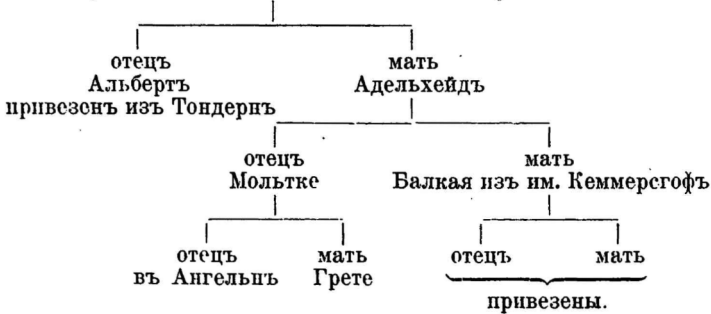 отецъ мать
Альбертъ Адельхейдъ
привезенъ изъ Тондернъ
отецъ мать
Мольтке Балкая изъ им. Кеммерсгофъ
отецъ мать отецъ мать
въ Ангельнъ Грете
привезены.